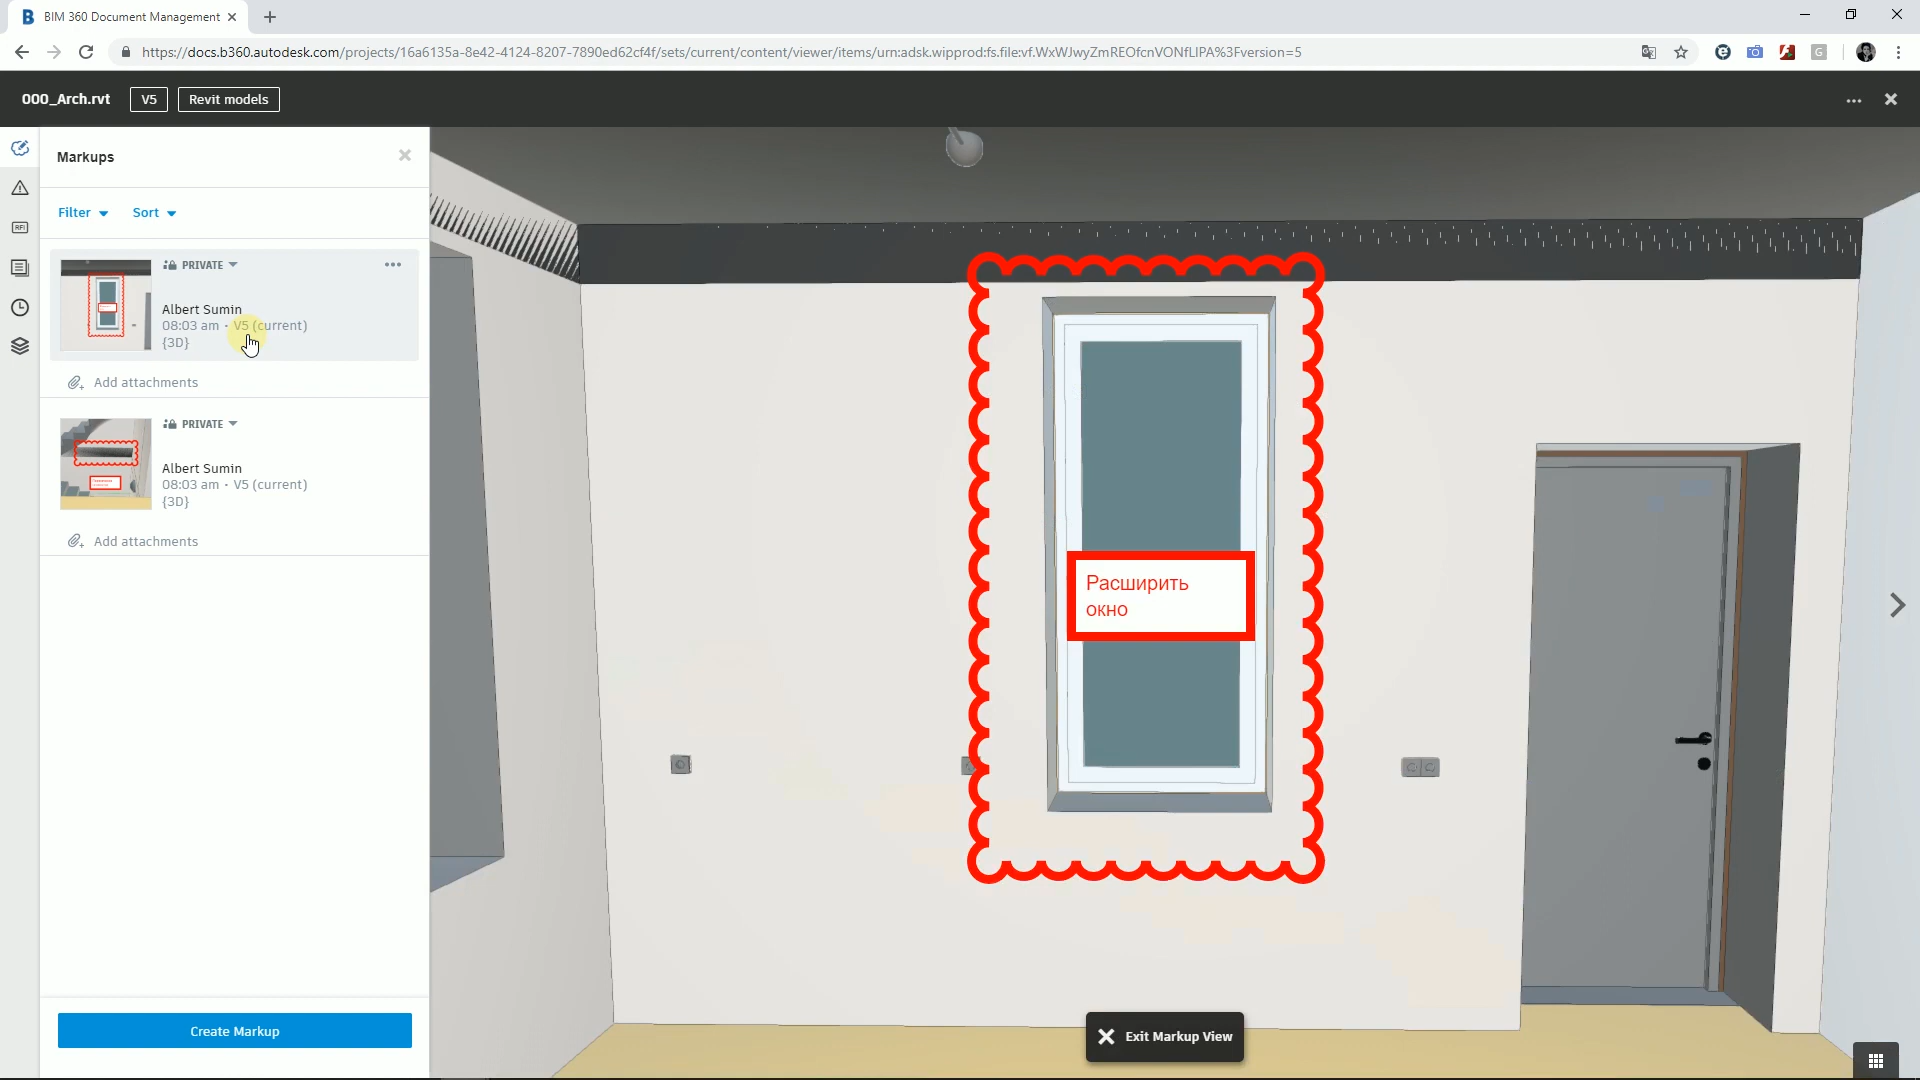 BIM 360 Document Management
https://docs.b360.autodesk.com/projects/16a6135a-8e42-4124-8207-7890ed62cf4f/sets/current/content/viewer/items/urn:adsk.wipprod:fs.file:vf.WxWJwyZmREOfcnVONfLIPA%3Fversion=5
000_Arch.rvt
V5
Revit models
Markups
Filter
Sort
RFI
PRIVATE
Albert Sumin
08:03 am · V5 (current)
{3D}
Add attachments
PRIVATE
Albert Sumin
08:03 am · V5 (current)
{3D}
Add attachments
Create Markup
Расширить
окно
Exit Markup View